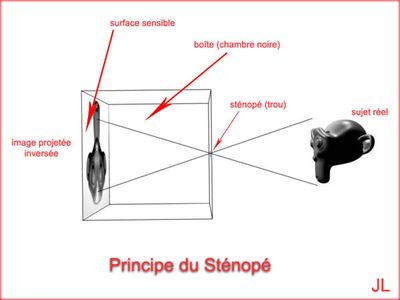 surface sensible
boîte (chambre noire)
sténopé (trou)
sujet réel
image projetée
inversée
Principe du Sténopé
JL